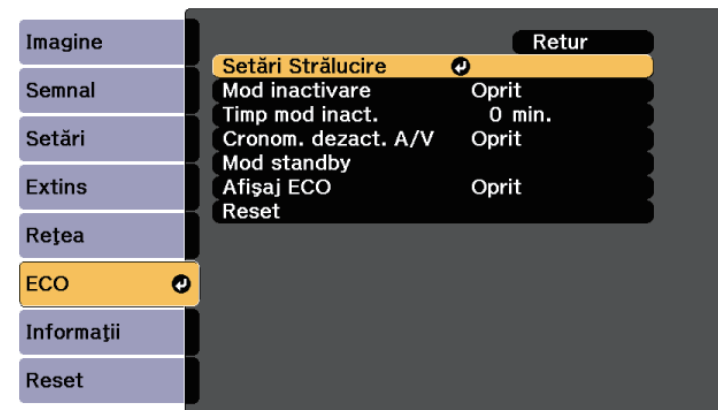 Imagine
Semnal
Setări
Extins
Reţea
ECO
Informaţii
Reset
Retur
Setări Strălucire
Mod inactivare Oprit
Timp mod inact. 0 min.
Cronom. dezact. A/V Oprit
Mod standby
Afişaj ECO Oprit
Reset